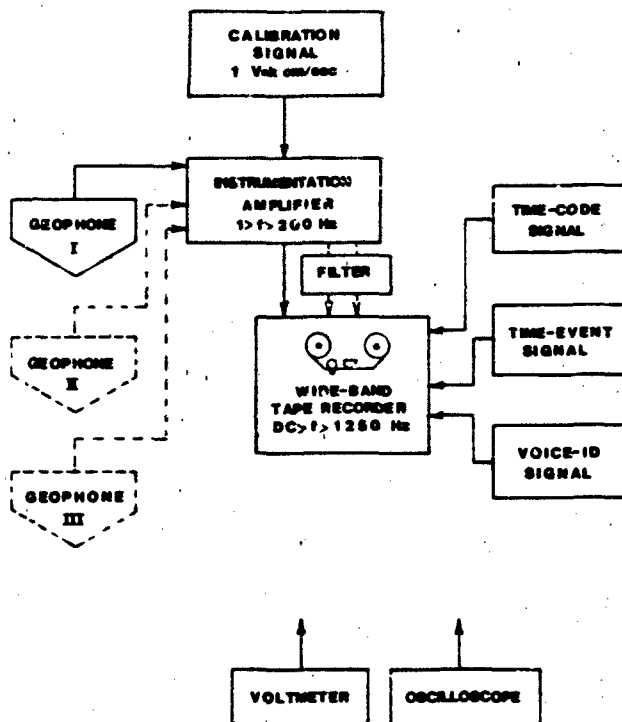 CALIBRATION
SIGNAL
1 Volt cm/sec
INSTRUMENTATION
AMPLIFIER
1>f>200 Hz
GEOPHONE
I
GEOPHONE
II
GEOPHONE
III
FILTER
WIDE-BAND
TAPE RECORDER
DC>f>1250 Hz
TIME-CODE
SIGNAL
TIME-EVENT
SIGNAL
VOICE-ID
SIGNAL
VOLTMETER
OSCILLOSCOPE